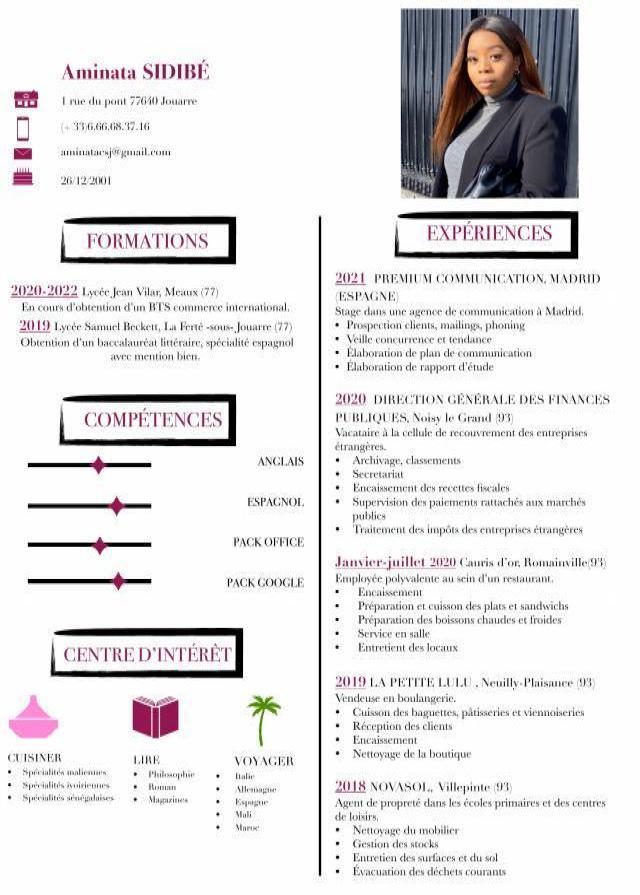 Aminata SIDIBÉ
1 rue du pont 77640 Jouarre
(+ 33)6.66.68.37.16
aminatacsj@gmail.com
26/12/2001
FORMATIONS
2020-2022 Lycée Jean Vilar, Meaux (77)
En cours d'obtention d'un BTS commerce international.
2019 Lycée Samuel Beckett, La Ferté -sous- Jouarre (77)
Obtention d'un baccalauréat littéraire, spécialité espagnol
avec mention bien.
COMPÉTENCES
ANGLAIS
ESPAGNOL
PACK OFFICE
PACK GOOGLE
CENTRE D'INTÉRÊT
CUISINER
• Spécialités maliennes
• Spécialités ivoiriennes
• Spécialités sénégalaises
LIRE
• Philosophie
• Roman
• Magazines
VOYAGER
• Italie
• Allemagne
• Espagne
• Mali
• Maroc
EXPÉRIENCES
2021 PREMIUM COMMUNICATION, MADRID
(ESPAGNE)
Stage dans une agence de communication à Madrid.
• Prospection clients, mailings, phoning
• Veille concurrence et tendance
• Élaboration de plan de communication
• Élaboration de rapport d'étude
2020 DIRECTION GÉNÉRALE DES FINANCES
PUBLIQUES, Noisy le Grand (93)
Vacataire à la cellule de recouvrement des entreprises
étrangères.
• Archivage, classements
• Secretariat
• Encaissement des recettes fiscales
• Supervision des paiements rattachés aux marchés
publics
• Traitement des impôts des entreprises étrangères
Janvier-juillet 2020 Cauris d'or, Romainville(93)
Employée polyvalente au sein d'un restaurant.
• Encaissement
• Préparation et cuisson des plats et sandwichs
• Préparation des boissons chaudes et froides
• Service en salle
• Entretient des locaux
2019 LA PETITE LULU , Neuilly-Plaisance (93)
Vendeuse en boulangerie.
• Cuisson des baguettes, pâtisseries et viennoiseries
• Réception des clients
• Encaissement
• Nettoyage de la boutique
2018 NOVASOL, Villepinte (93)
Agent de propreté dans les écoles primaires et des centres
de loisirs.
• Nettoyage du mobilier
• Gestion des stocks
• Entretien des surfaces et du sol
• Évacuation des déchets courants